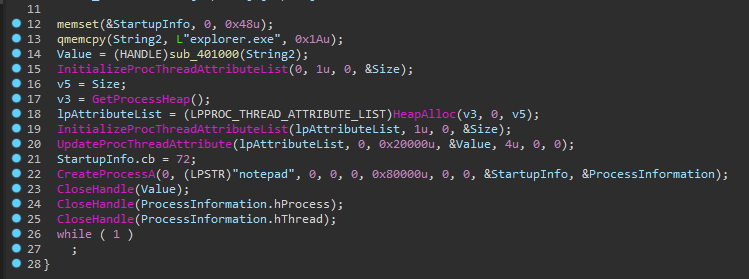 11
12 memset(&StartupInfo, 0, 0x48u);
13 qmemcpy(String2, L"explorer.exe", 0x1Au);
14 Value = (HANDLE)sub_401000(String2);
15 InitializeProcThreadAttributeList(0, 1u, 0, &Size);
16 v5 = Size;
17 v3 = GetProcessHeap();
18 lpAttributeList = (LPPROC_THREAD_ATTRIBUTE_LIST)HeapAlloc(v3, 0, v5);
19 InitializeProcThreadAttributeList(lpAttributeList, 1u, 0, &Size);
20 UpdateProcThreadAttribute(lpAttributeList, 0, 0x20000u, &Value, 4u, 0, 0);
21 StartupInfo.cb = 72;
22 CreateProcessA(0, (LPSTR)"notepad", 0, 0, 0, 0x80000u, 0, 0, &StartupInfo, &ProcessInformation);
23 CloseHandle(Value);
24 CloseHandle(ProcessInformation.hProcess);
25 CloseHandle(ProcessInformation.hThread);
26 while ( 1 )
27 ;
28 }